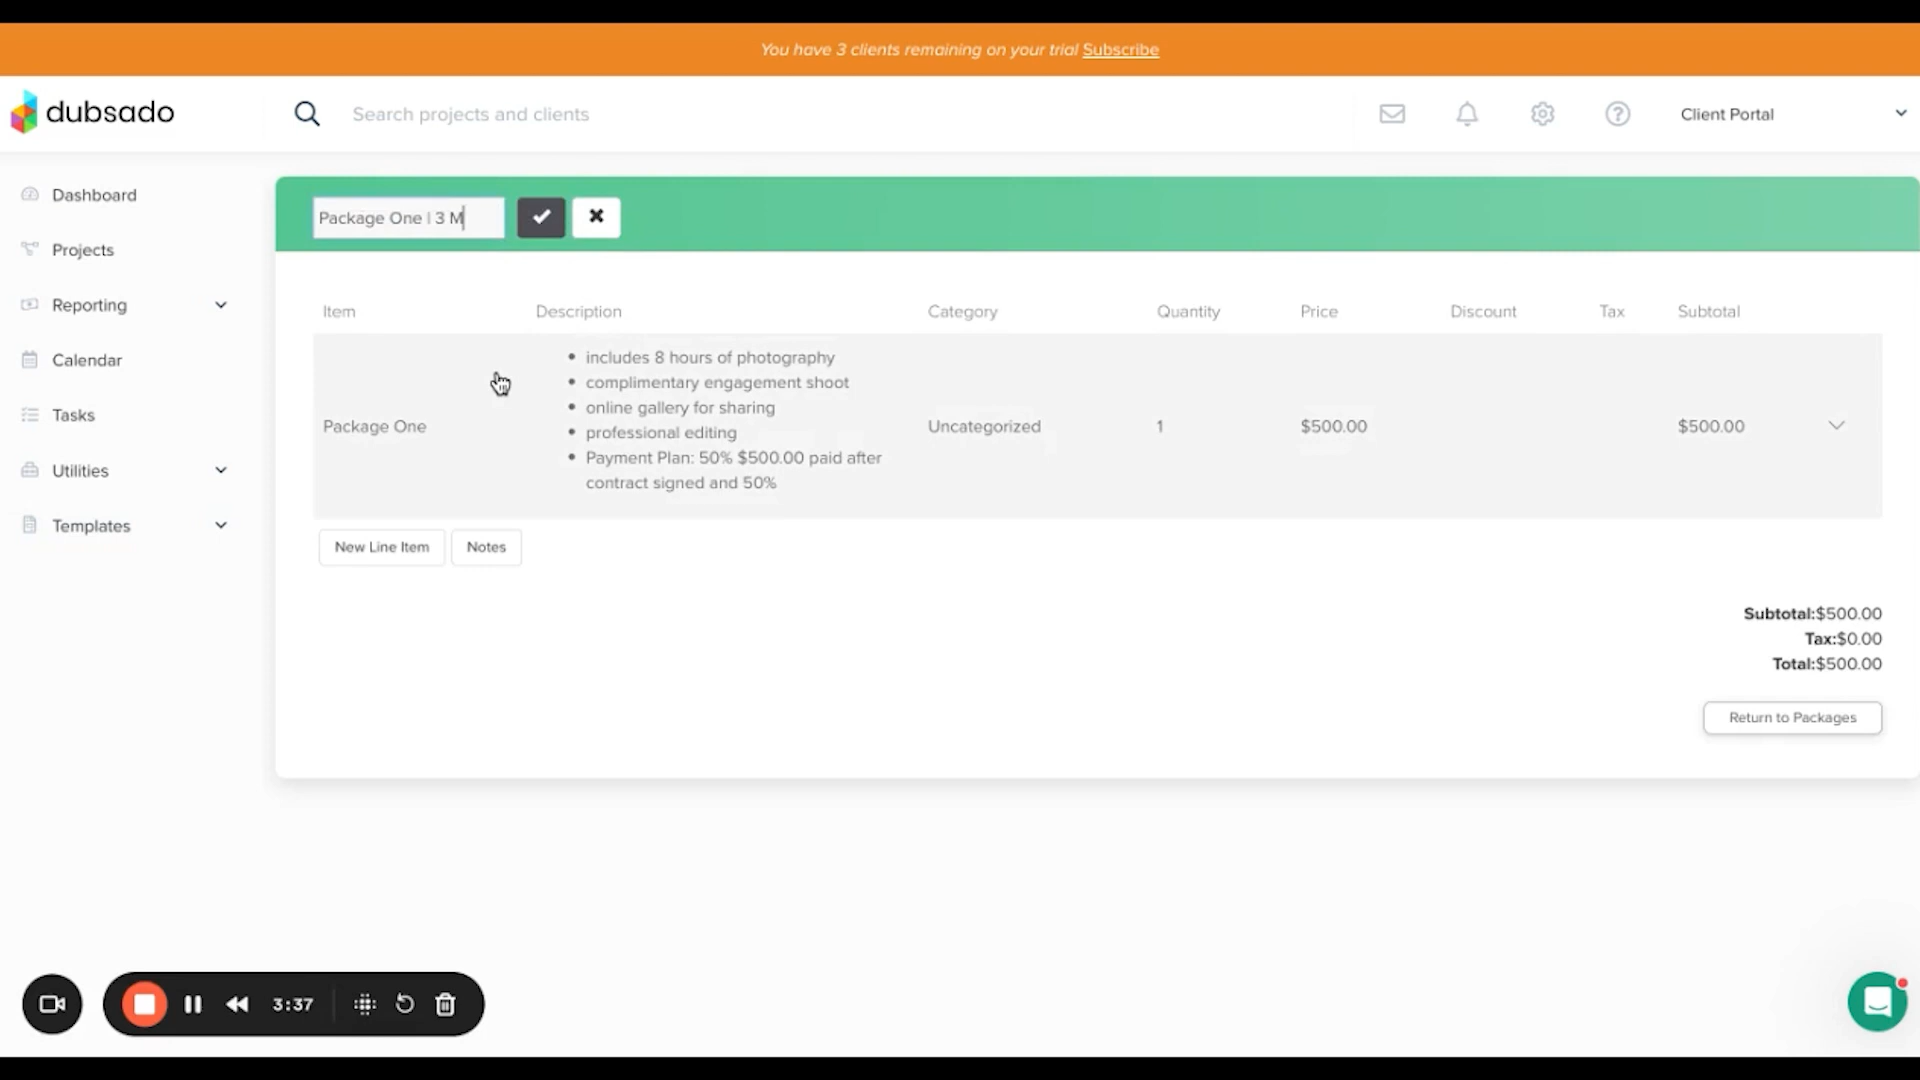 You have 3 clients remaining on your trial Subscribe
dubsado
Search projects and clients
Client Portal
Dashboard
Projects
Reporting
Calendar
Tasks
Utilities
Templates
Package One | 3 M
Item Description Category Quantity Price Discount Tax Subtotal
• includes 8 hours of photography
• complimentary engagement shoot
• online gallery for sharing
• professional editing
• Payment Plan: 50% $500.00 paid after
contract signed and 50%
Package One Uncategorized 1 $500.00 $500.00
New Line Item Notes
Subtotal:$500.00
Tax:$0.00
Total:$500.00
Return to Packages
3:37